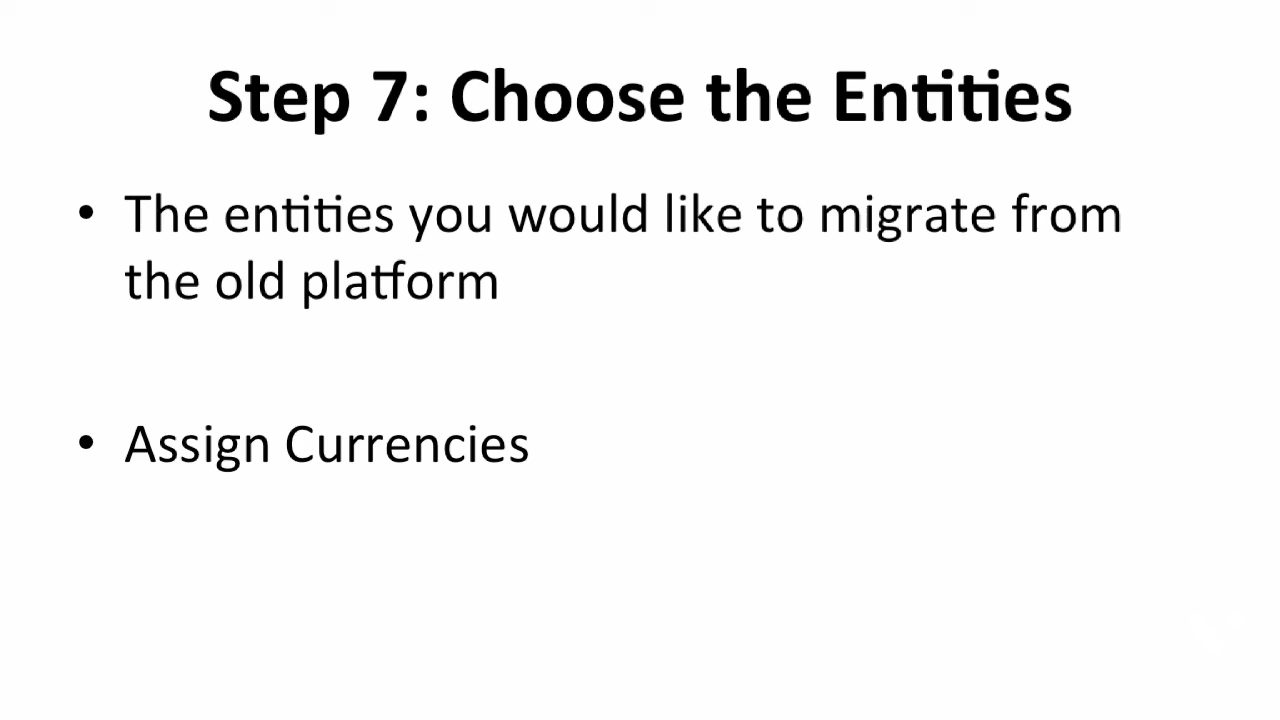 Step 7: Choose the Entities
• The entities you would like to migrate from
the old platform
• Assign Currencies